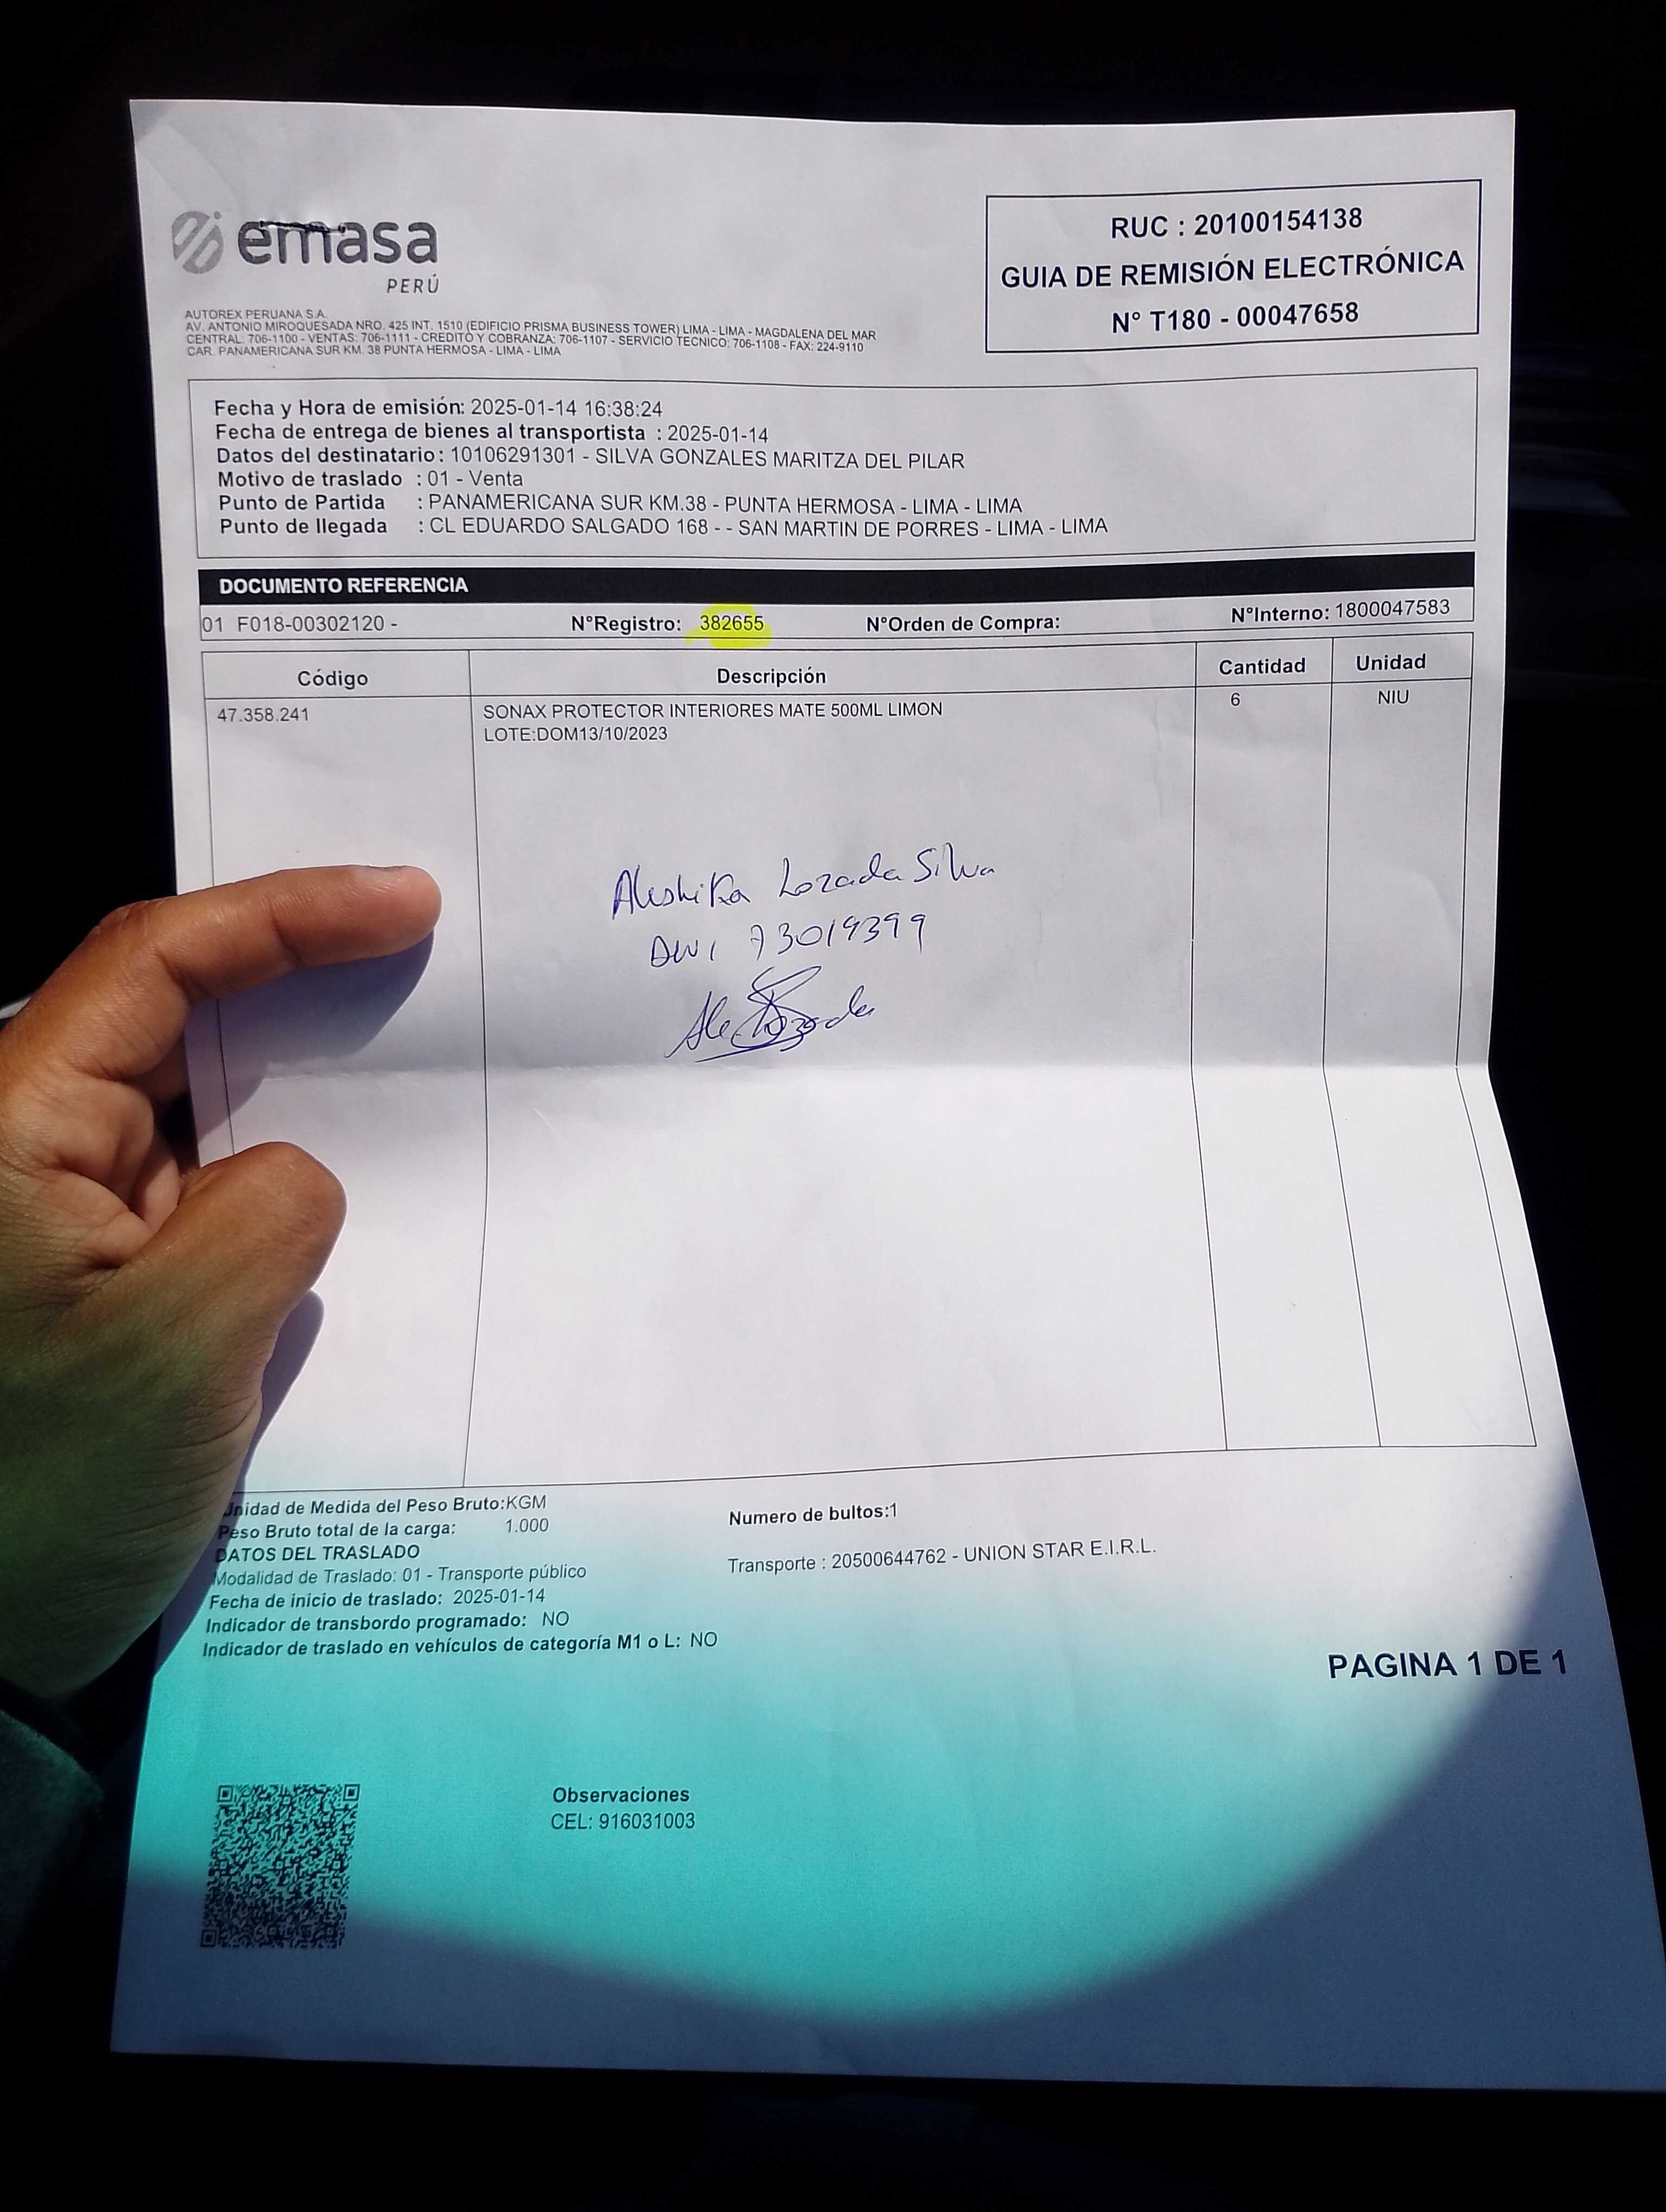 emasa
PERÚ
RUC : 20100154138
GUIA DE REMISIÓN ELECTRÓNICA
N° T180 - 00047658
AUTOREX PERUANA S.A.
AV. ANTONIO MIROQUESADA NRO. 425 INT. 1510 (EDIFICIO PRISMA BUSINESS TOWER) LIMA - LIMA - MAGDALENA DEL MAR
CENTRAL: 706-1100 - VENTAS: 706-1111 - CREDITO Y COBRANZA: 706-1107 - SERVICIO TECNICO: 706-1108 - FAX: 224-9110
CAR. PANAMERICANA SUR KM. 38 PUNTA HERMOSA - LIMA - LIMA
Fecha y Hora de emisión: 2025-01-14 16:38:24
Fecha de entrega de bienes al transportista : 2025-01-14
Datos del destinatario : 10106291301 - SILVA GONZALES MARITZA DEL PILAR
Motivo de traslado : 01 - Venta
Punto de Partida : PANAMERICANA SUR KM.38 - PUNTA HERMOSA - LIMA - LIMA
Punto de llegada : CL EDUARDO SALGADO 168 - - SAN MARTIN DE PORRES - LIMA - LIMA
DOCUMENTO REFERENCIA
01 F018-00302120 - N°Registro: 382655 N°Orden de Compra: N°Interno: 1800047583
Código Descripción Cantidad Unidad
47.358.241 SONAX PROTECTOR INTERIORES MATE 500ML LIMON 6 NIU
LOTE:DOM13/10/2023
Lozada Silva
DNI 73019399
Unidad de Medida del Peso Bruto:KGM
Peso Bruto total de la carga: 1.000
Numero de bultos:1
DATOS DEL TRASLADO
Modalidad de Traslado: 01 - Transporte público
Transporte : 20500644762 - UNION STAR E.I.R.L.
Fecha de inicio de traslado: 2025-01-14
Indicador de transbordo programado: NO
Indicador de traslado en vehículos de categoría M1 o L: NO
PAGINA 1 DE 1
Observaciones
CEL: 916031003